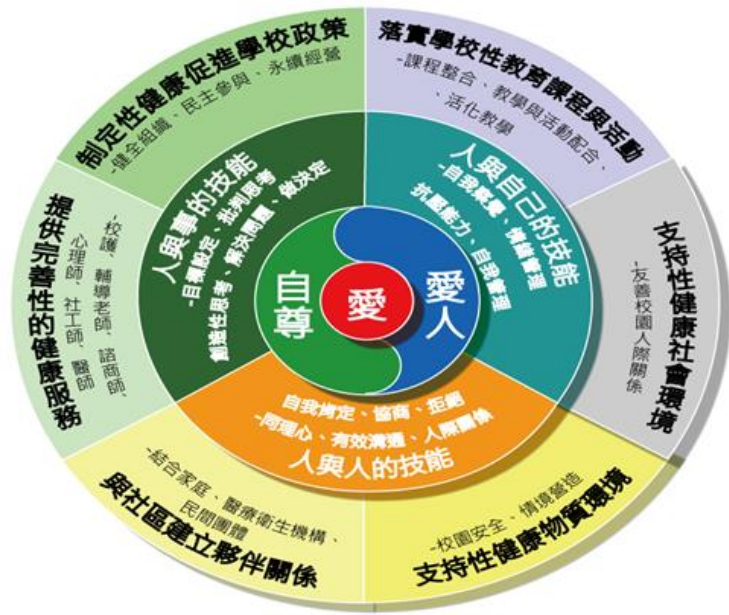 制定性健康促進學校政策
-健全組織、民主參與、永續經營
落實學校性教育課程與活動
-課程整合、教學與活動配合、
、活化教學
支持性健康社會環境
-友善校園人際關係
支持性健康物質環境
-校園安全、情境營造
與社區建立夥伴關係
-結合家庭、醫療衛生機構、
民間團體
提供完善性的健康服務
-校護、輔導老師、諮商師、
心理師、社工師、醫師
人與事的技能
-目標設定、批判思考
創造性思考、解決問題、做決定
人與自己的技能
-自我察覺、情緒管理
抗壓能力、自我管理
自我肯定、協商、拒絕
-同理心、有效溝通、人際關係
人與人的技能
自尊
愛
愛人